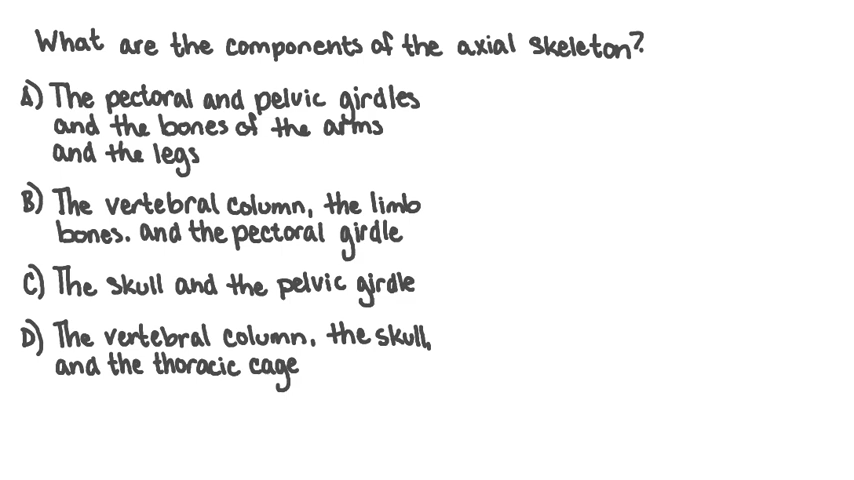 What are the components of the axial skeleton?
A) The pectoral and pelvic girdles
and the bones of the arms
and the legs
B) The vertebral column, the limb
bones. and the pectoral girdle
C) The skull and the pelvic girdle
D) The vertebral column. the skull,
and the thoracic cage